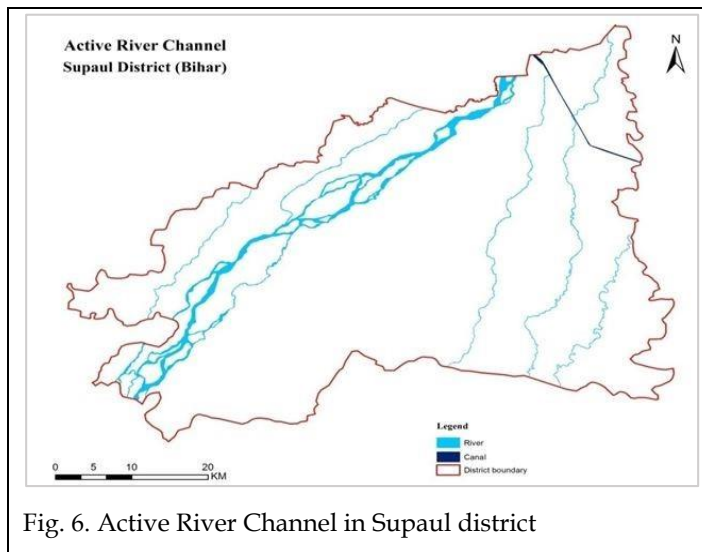 Active River Channel
Supaul District (Bihar)
N
Legend
River
Canal
District boundary
0 5 10 20
KM
Fig. 6. Active River Channel in Supaul district